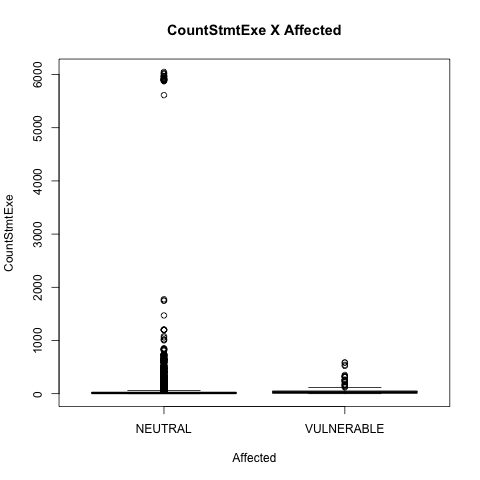 CountStmtExe X Affected
6000
5000
4000
3000
2000
1000
0
CountStmtExe
NEUTRAL
VULNERABLE
Affected